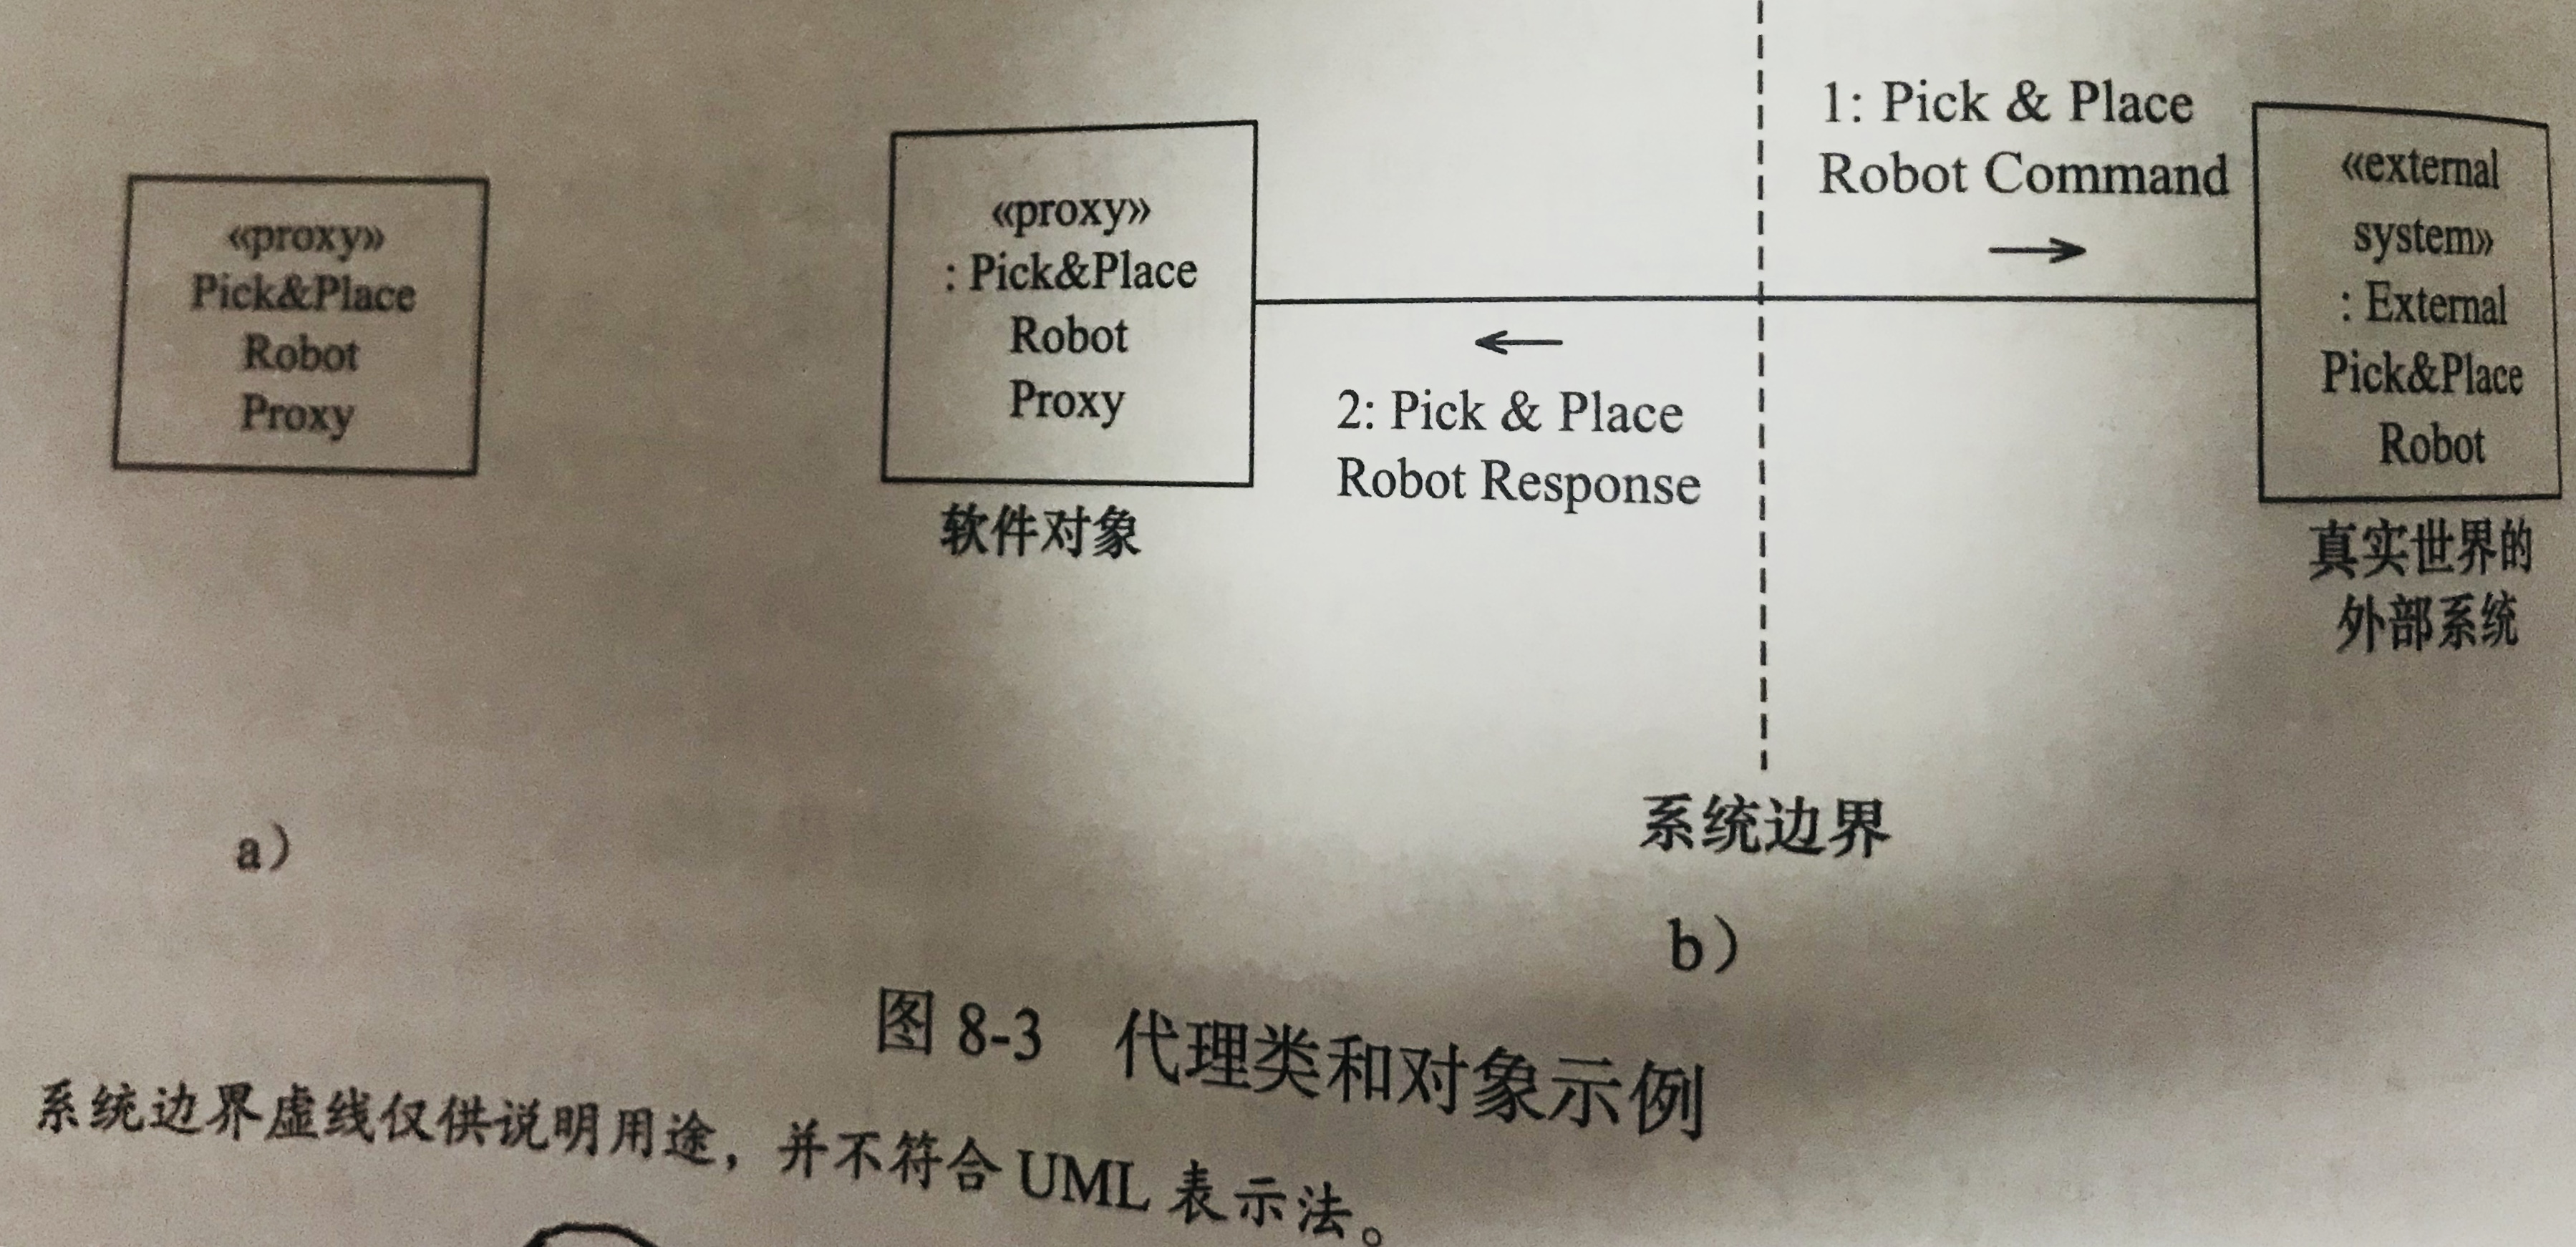 «proxy»
Pick&Place
Robot
Proxy
a）
«proxy»
: Pick&Place
Robot
Proxy
软件对象
1: Pick & Place
Robot Command
2: Pick & Place
Robot Response
«external
system»
: External
Pick&Place
Robot
真实世界的
外部系统
系统边界
b）
图 8-3 代理类和对象示例
系统边界虚线仅供说明用途，并不符合 UML 表示法。